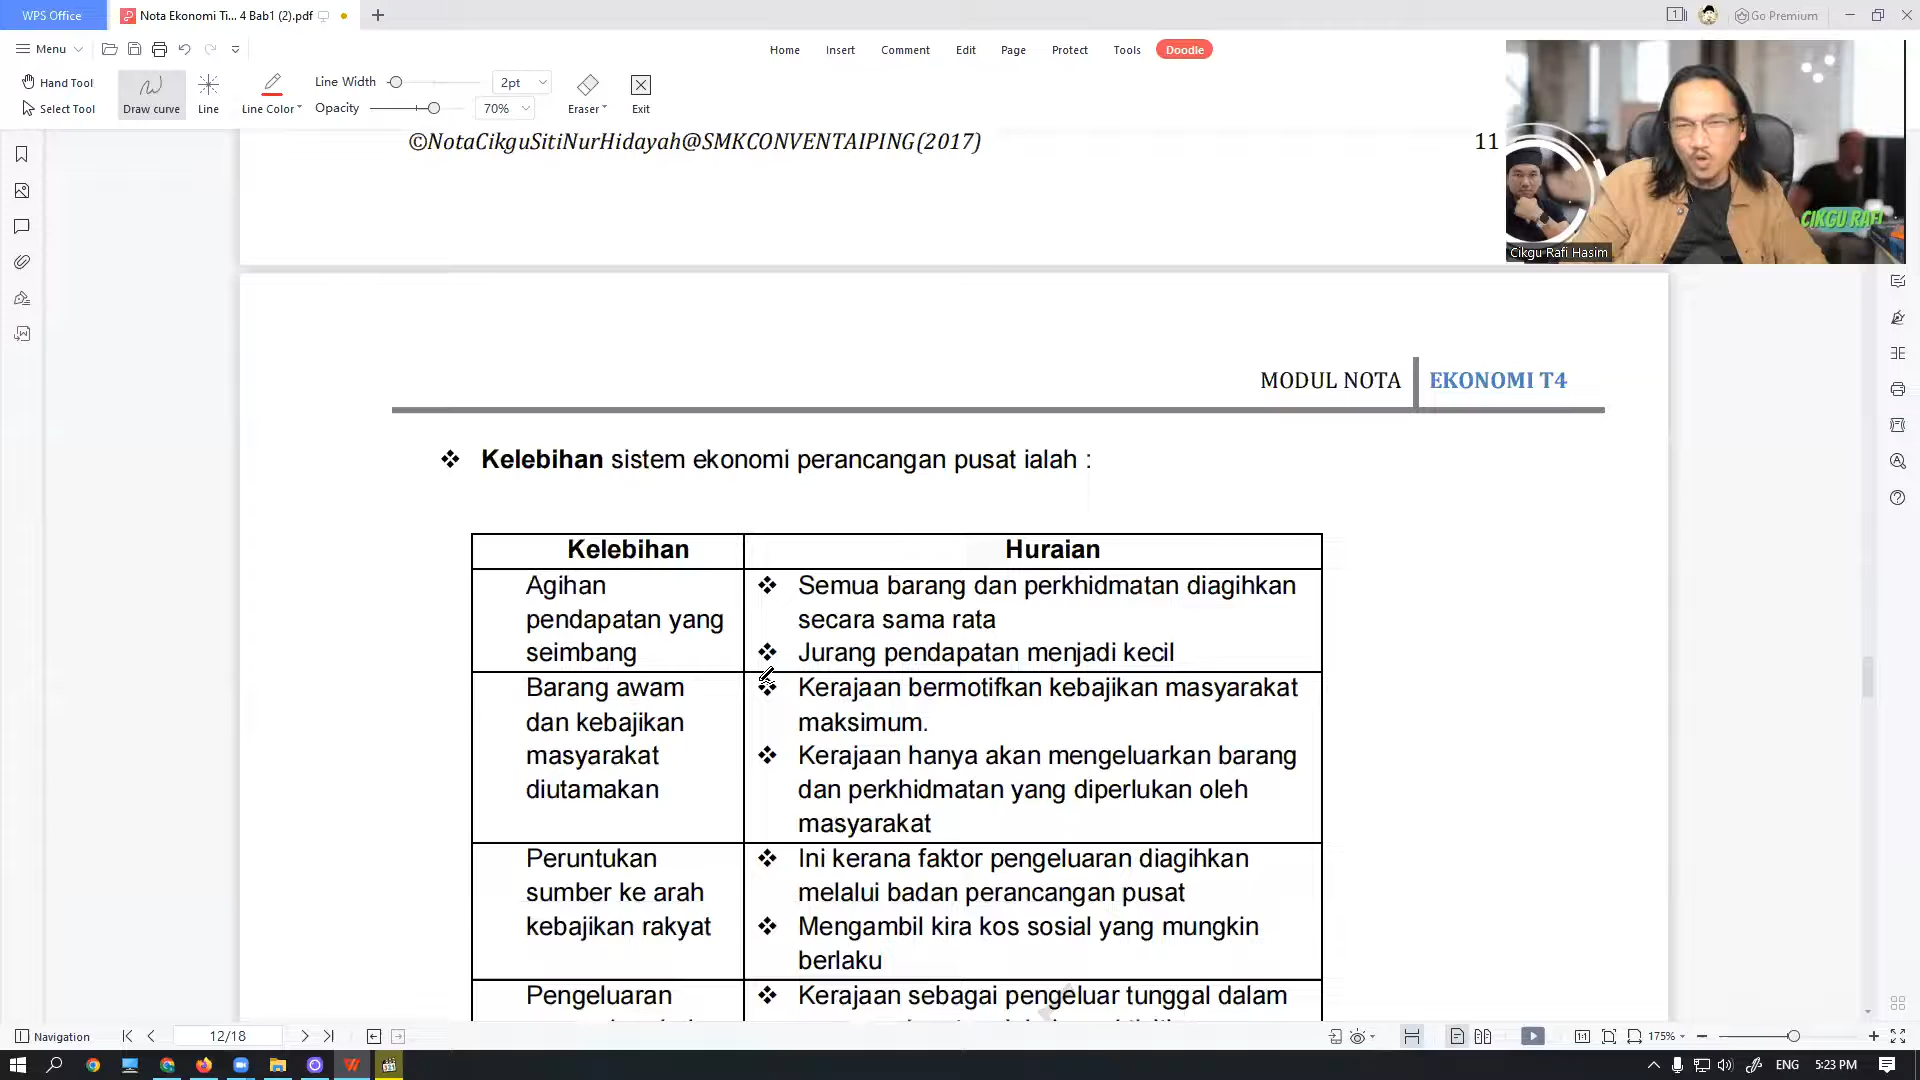 WPS Office
Nota Ekonomi Ti... 4 Bab1 (2).pdf
Go Premium
Menu
Home
Insert
Comment
Edit
Page
Protect
Tools
Doodle
Hand Tool
Select Tool
Draw curve
Line
Line Color
Line Width
2pt
Opacity
70%
Eraser
Exit
©NotaCikguSitiNurHidayah@SMKCONVENTAIPING(2017)
11
CIKGU RAFI
Cikgu Rafi Hasim
MODUL NOTA
EKONOMI T4
❖ Kelebihan sistem ekonomi perancangan pusat ialah :
Kelebihan
Huraian
Agihan
pendapatan yang
seimbang
❖ Semua barang dan perkhidmatan diagihkan
secara sama rata
❖ Jurang pendapatan menjadi kecil
Barang awam
dan kebajikan
masyarakat
diutamakan
❖ Kerajaan bermotifkan kebajikan masyarakat
maksimum.
❖ Kerajaan hanya akan mengeluarkan barang
dan perkhidmatan yang diperlukan oleh
masyarakat
Peruntukan
sumber ke arah
kebajikan rakyat
❖ Ini kerana faktor pengeluaran diagihkan
melalui badan perancangan pusat
❖ Mengambil kira kos sosial yang mungkin
berlaku
Pengeluaran
❖ Kerajaan sebagai pengeluar tunggal dalam
Navigation
12/18
175%
ENG
5:23 PM